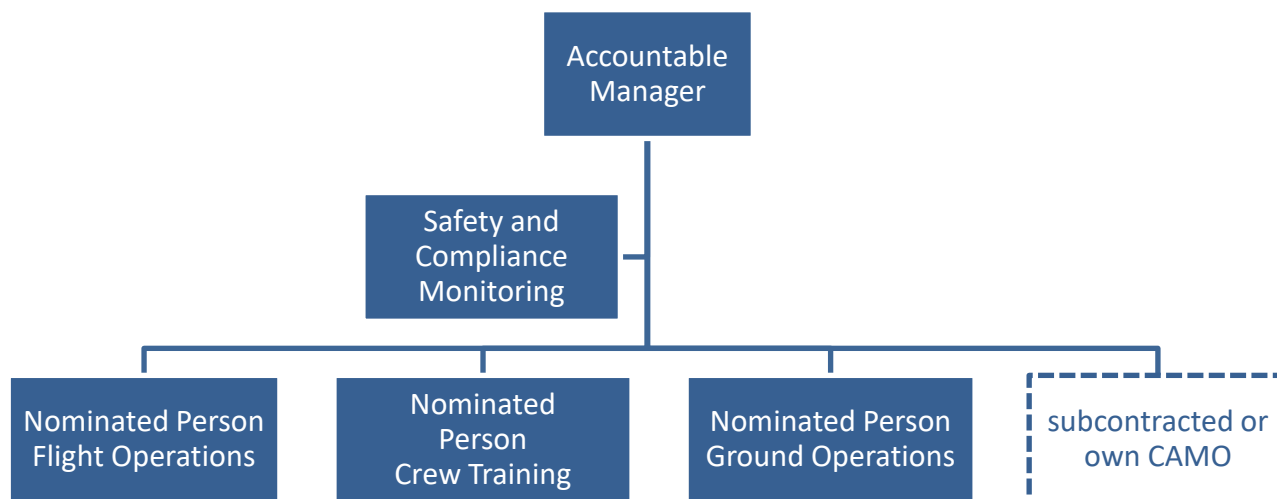 Accountable
Manager
Safety and
Compliance
Monitoring
Nominated Person
Flight Operations
Nominated
Person
Crew Training
Nominated Person
Ground Operations
subcontracted or
own CAMO